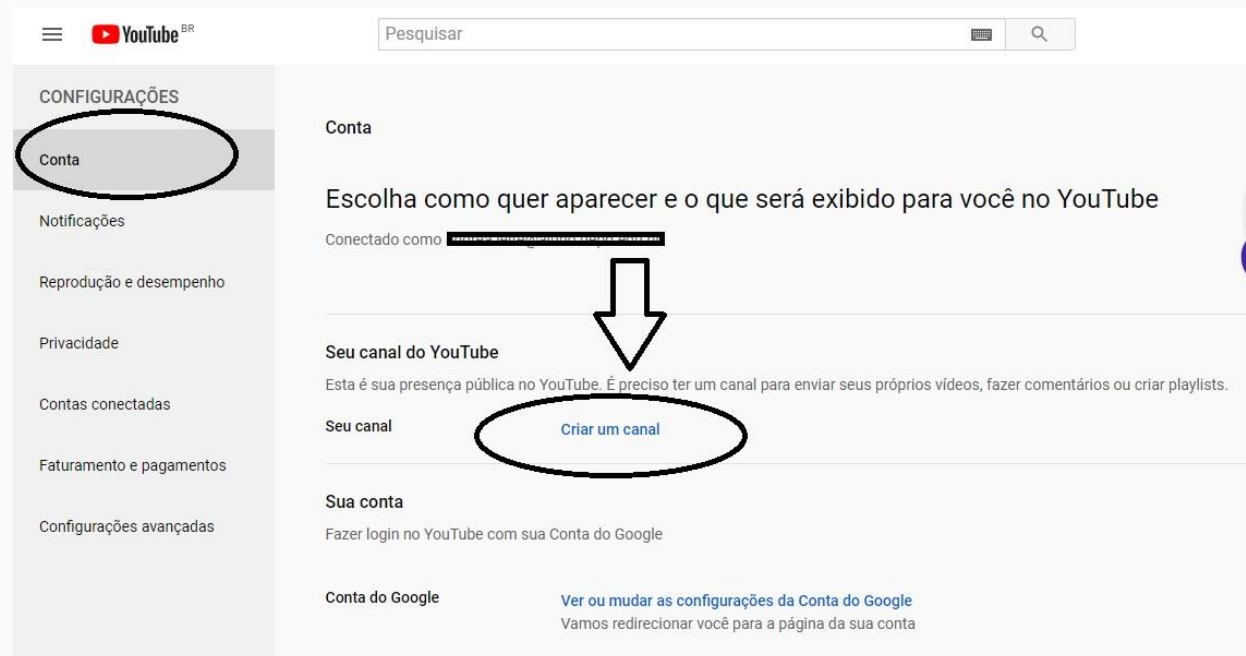 YouTube BR
Pesquisar
CONFIGURAÇÕES
Conta
Notificações
Reprodução e desempenho
Privacidade
Contas conectadas
Faturamento e pagamentos
Configurações avançadas
Conta
Escolha como quer aparecer e o que será exibido para você no YouTube
Conectado como
Seu canal do YouTube
Esta é sua presença pública no YouTube. É preciso ter um canal para enviar seus próprios vídeos, fazer comentários ou criar playlists.
Seu canal
Criar um canal
Sua conta
Fazer login no YouTube com sua Conta do Google
Conta do Google
Ver ou mudar as configurações da Conta do Google
Vamos redirecionar você para a página da sua conta